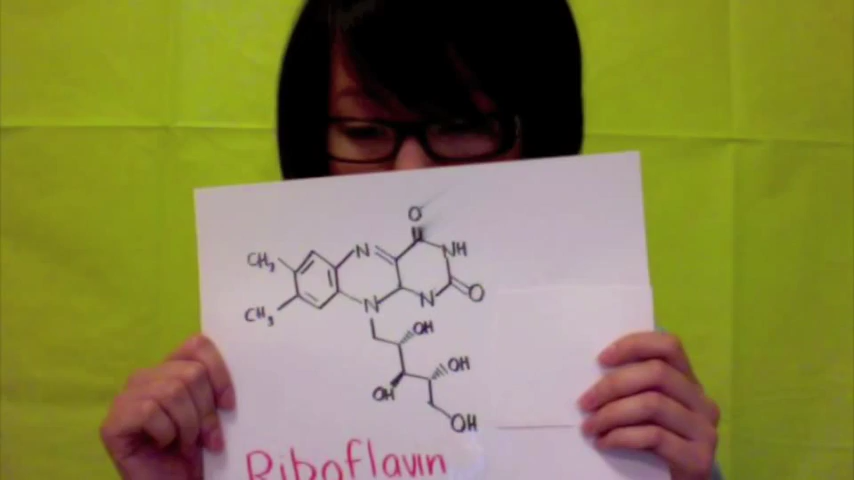 O
CH₃ N NH
CH₃ N N O
OH
OH
OH
OH
Riboflavin